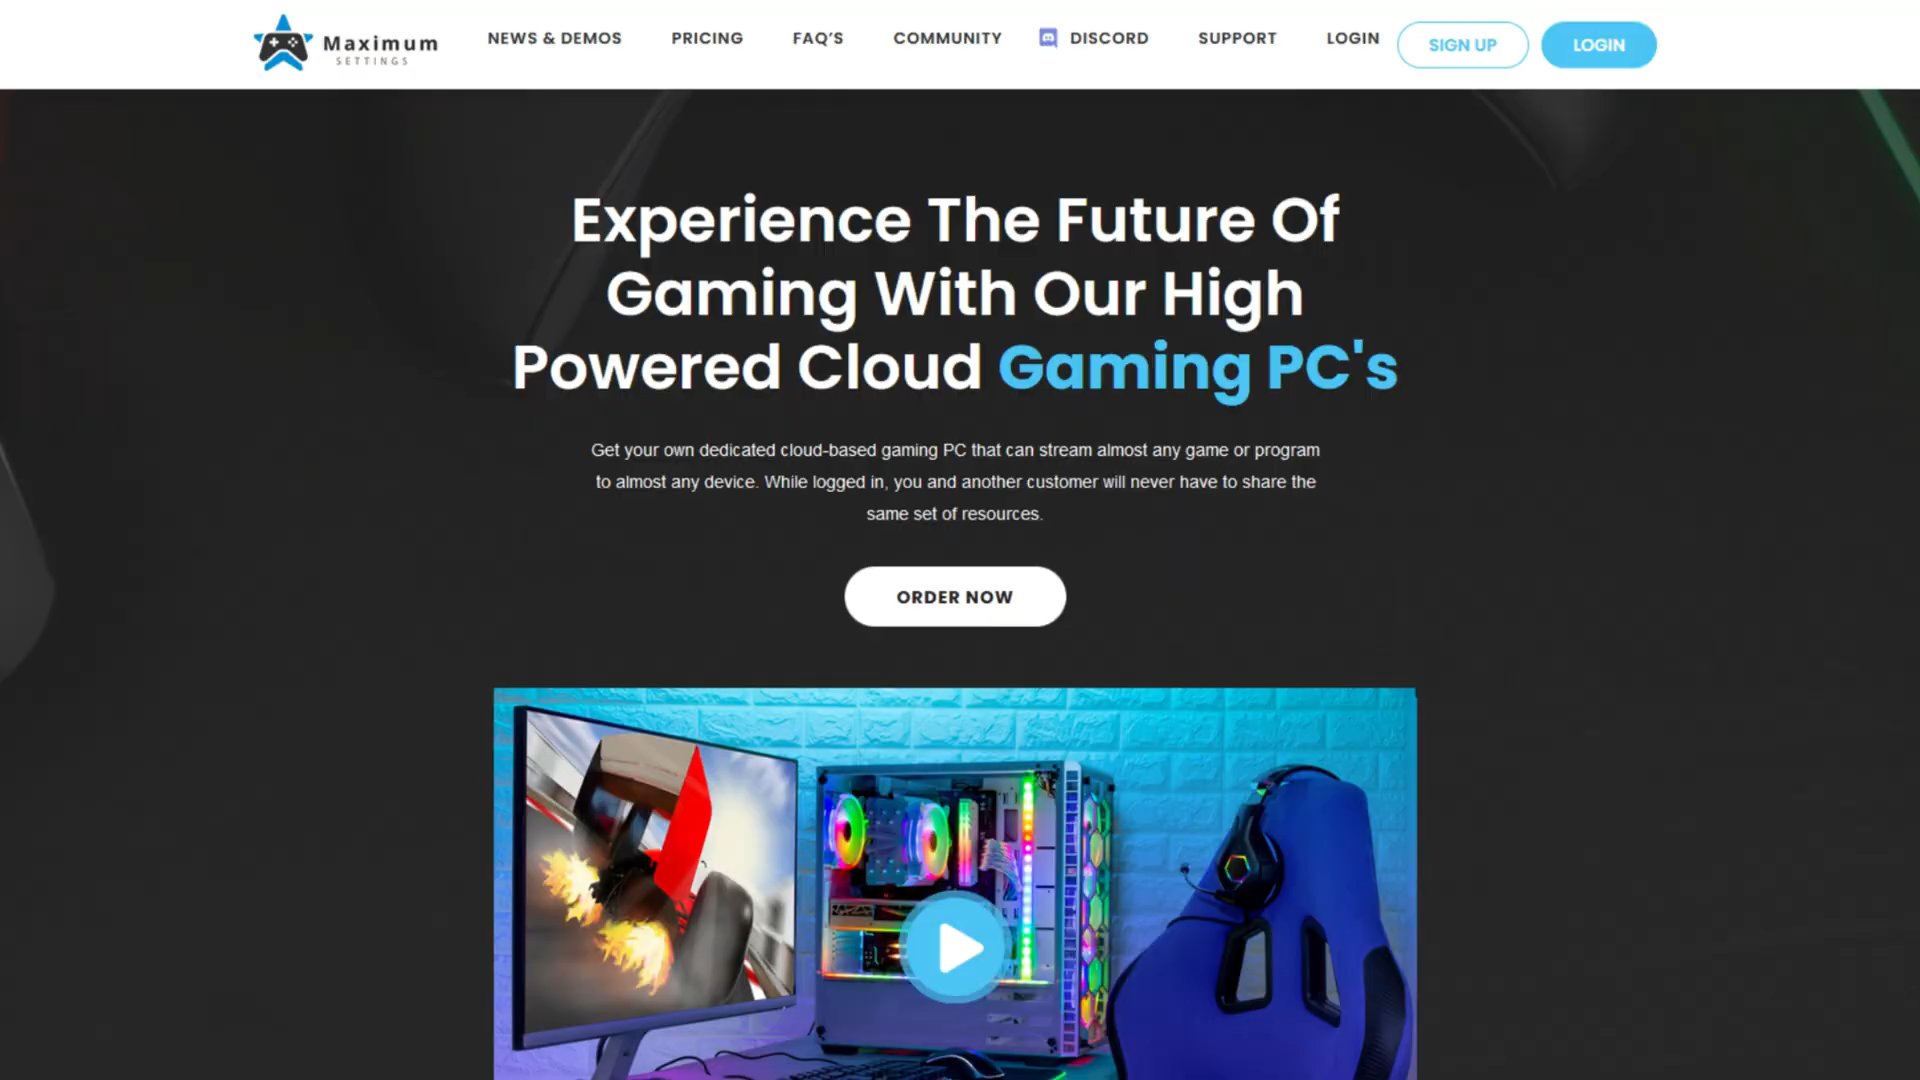 Maximum
SETTINGS
NEWS & DEMOS
PRICING
FAQ'S
COMMUNITY
DISCORD
SUPPORT
LOGIN
SIGN UP
LOGIN
Experience The Future Of
Gaming With Our High
Powered Cloud Gaming PC's
Get your own dedicated cloud-based gaming PC that can stream almost any game or program
to almost any device. While logged in, you and another customer will never have to share the
same set of resources.
ORDER NOW